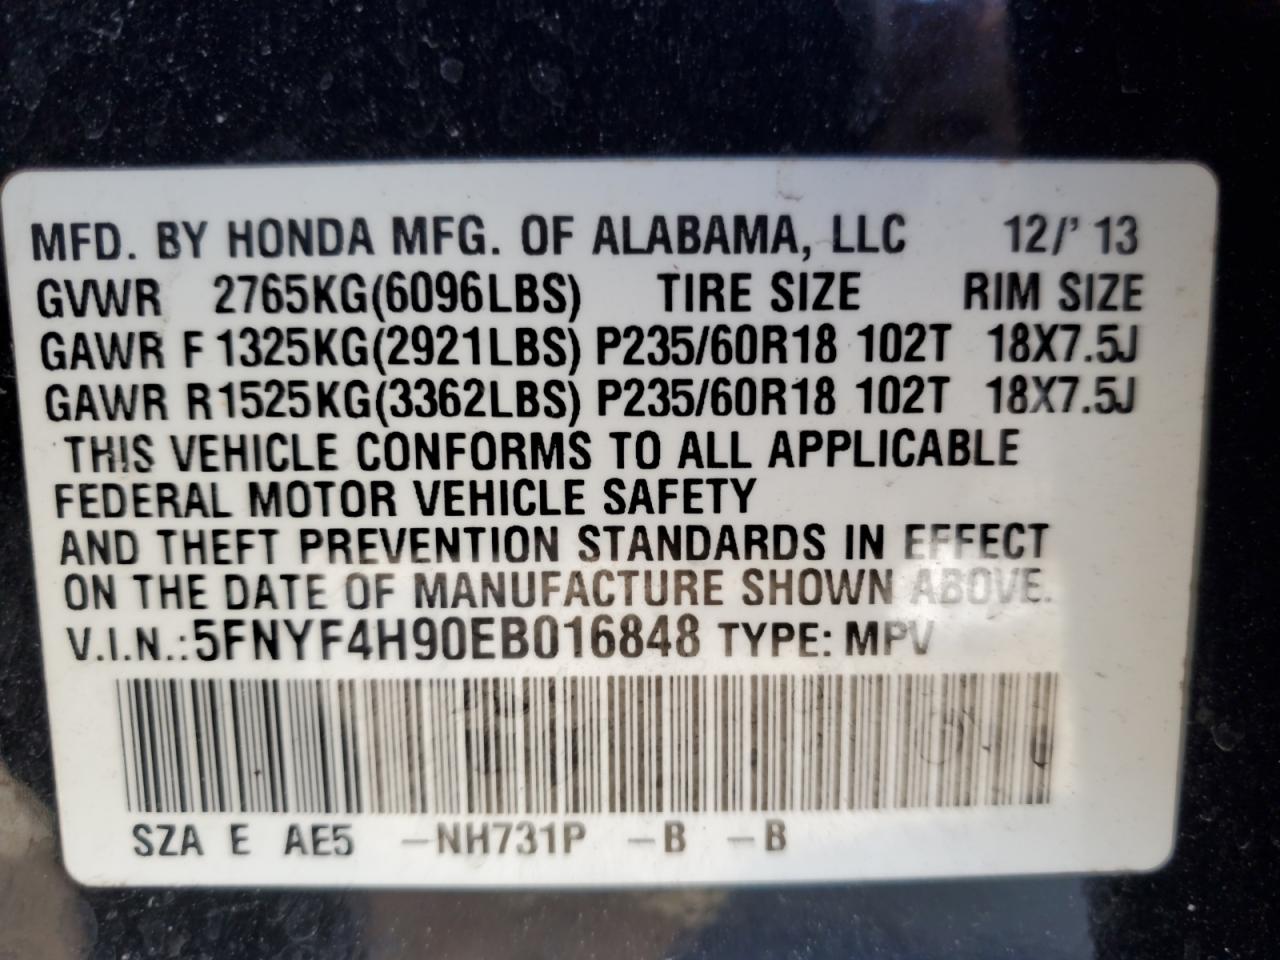 MFD. BY HONDA MFG. OF ALABAMA, LLC 12/' 13
GVWR 2765KG(6096LBS) TIRE SIZE RIM SIZE
GAWR F 1325KG(2921LBS) P235/60R18 102T 18X7.5J
GAWR R 1525KG(3362LBS) P235/60R18 102T 18X7.5J
THIS VEHICLE CONFORMS TO ALL APPLICABLE
FEDERAL MOTOR VEHICLE SAFETY
AND THEFT PREVENTION STANDARDS IN EFFECT
ON THE DATE OF MANUFACTURE SHOWN ABOVE.
V.I.N.:5FNYF4H90EB016848 TYPE: MPV
SZA E AE5 -NH731P -B -B